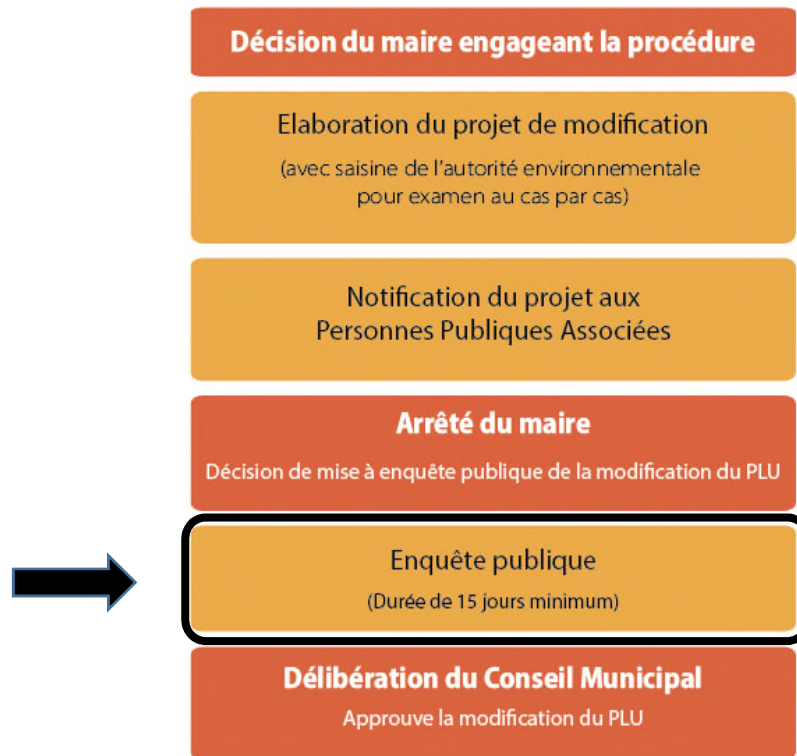 Décision du maire engageant la procédure
Elaboration du projet de modification
(avec saisine de l'autorité environnementale
pour examen au cas par cas)
Notification du projet aux
Personnes Publiques Associées
Arrêté du maire
Décision de mise à enquête publique de la modification du PLU
Enquête publique
(Durée de 15 jours minimum)
Délibération du Conseil Municipal
Approuve la modification du PLU